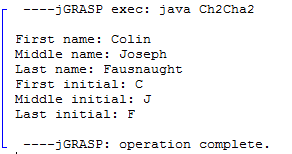 ----jGRASP exec: java Ch2Cha2
First name: Colin
Middle name: Joseph
Last name: Fausnaught
First initial: C
Middle initial: J
Last initial: F
----jGRASP: operation complete.